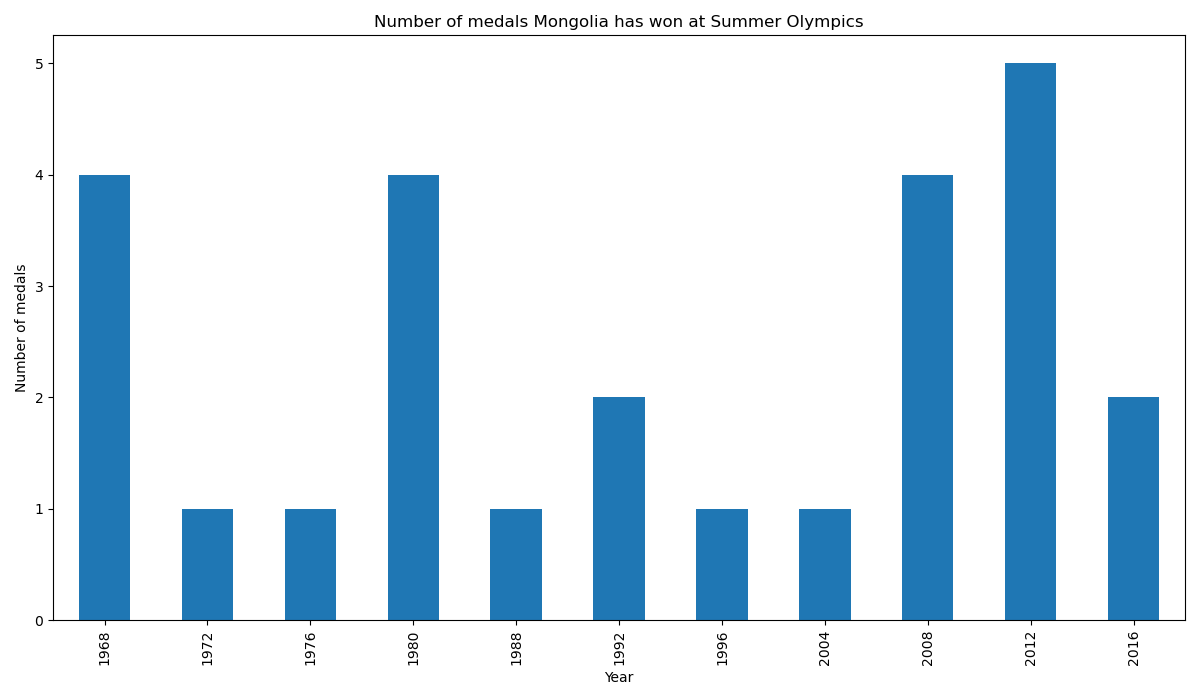 Number of medals Mongolia has won at Summer Olympics
Number of medals
5
4
3
2
1
0
1968 1972 1976 1980 1988 1992 1996 2004 2008 2012 2016
Year